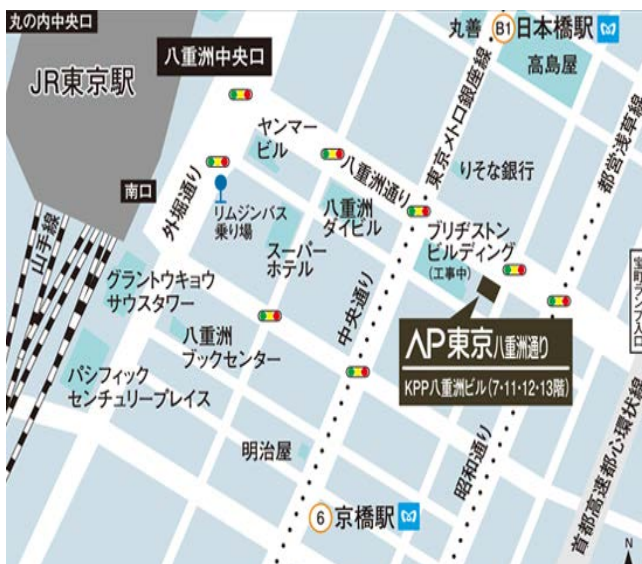 丸の内中央口
JR東京駅
八重洲中央口
丸善
B1
日本橋駅
高島屋
ヤンマー
ビル
八重洲通り
東京メトロ銀座線
りそな銀行
都営浅草線
南口
外堀通り
リムジンバス
乗り場
八重洲
ダイビル
ブリヂストン
ビルディング
(工事中)
山手線
スーパー
ホテル
グラントウキョウ
サウスタワー
中央通り
八重洲
ブックセンター
AP東京八重洲通り
KPP八重洲ビル(7・11・12・13階)
パシフィック
センチュリープレイス
明治屋
昭和通り
首都高速都心環状線
6
京橋駅
N